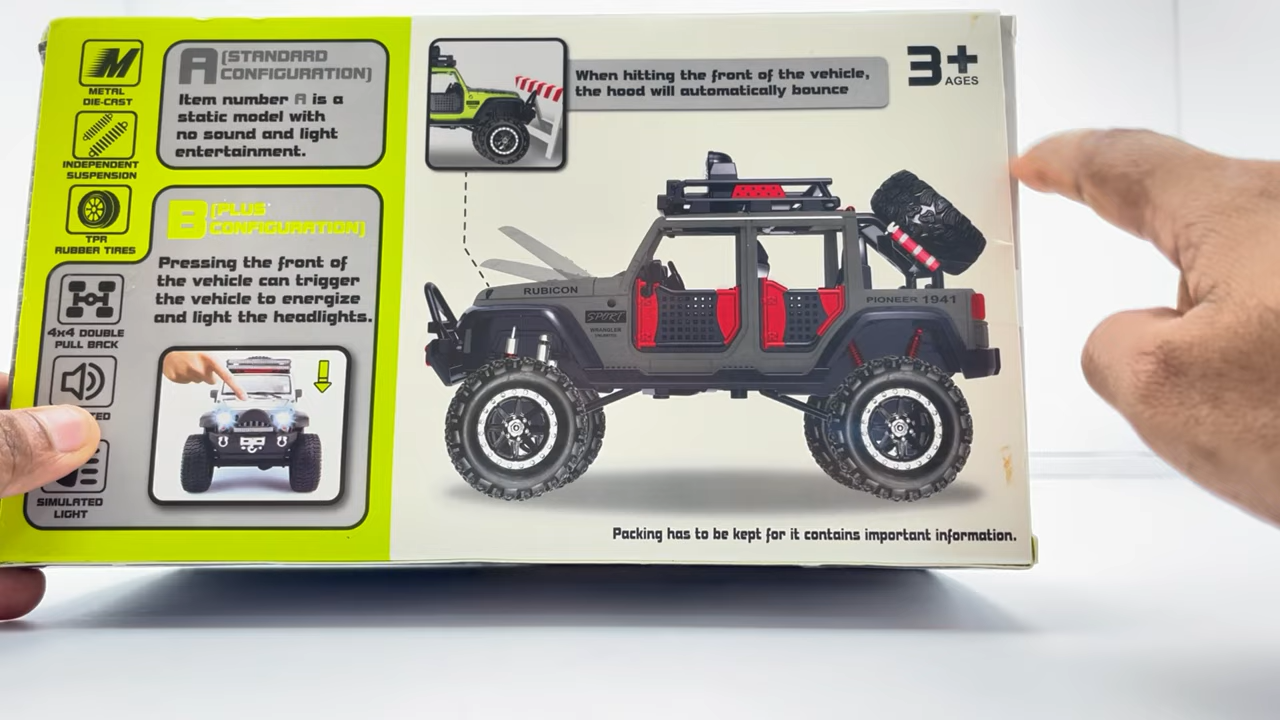 METAL
DIE-CAST
INDEPENDENT
SUSPENSION
TPR
RUBBER TIRES
4x4 DOUBLE
PULL BACK
SIMULATED
LIGHT
A (STANDARD
CONFIGURATION)
Item number A is a
static model with
no sound and light
entertainment.
B (PLUS
CONFIGURATION)
Pressing the front of
the vehicle can trigger
the vehicle to energize
and light the headlights.
When hitting the front of the vehicle,
the hood will automatically bounce
3+
AGES
RUBICON
SPORT
WRANGLER
UNLIMITED
PIONEER 1941
Packing has to be kept for it contains important information.